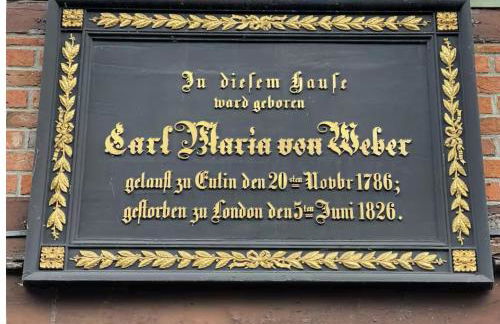 In diesem Hause
ward geboren
Carl Maria von Weber
getauft zu Eutin den 20ten Novbr 1786;
gestorben zu London den 5ten Juni 1826.